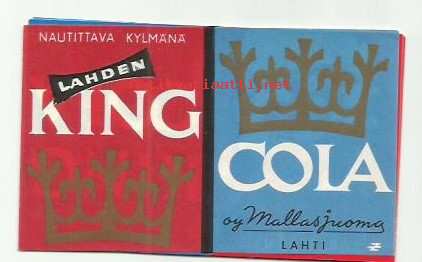 NAUTITTAVA KYLMÄNÄ
LAHDEN
KING
COLA
oy Mallasjuoma
LAHTI